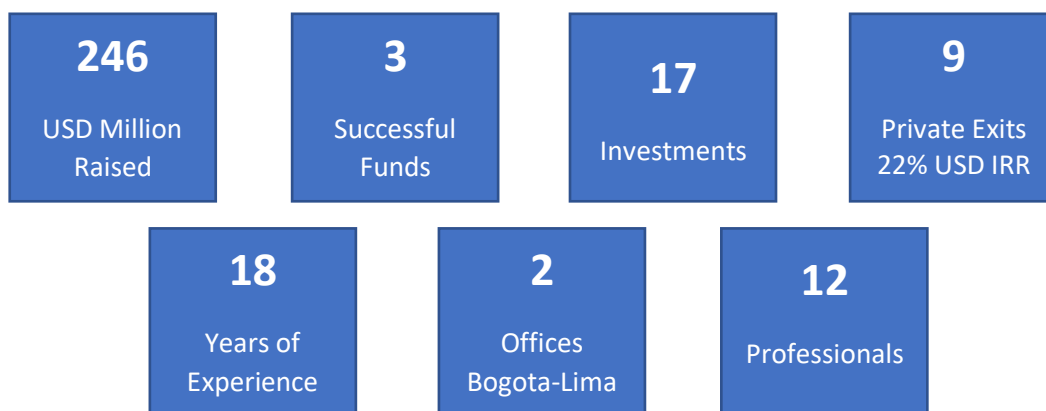 246
USD Million
Raised
3
Successful
Funds
17
Investments
9
Private Exits
22% USD IRR
18
Years of
Experience
2
Offices
Bogota-Lima
12
Professionals